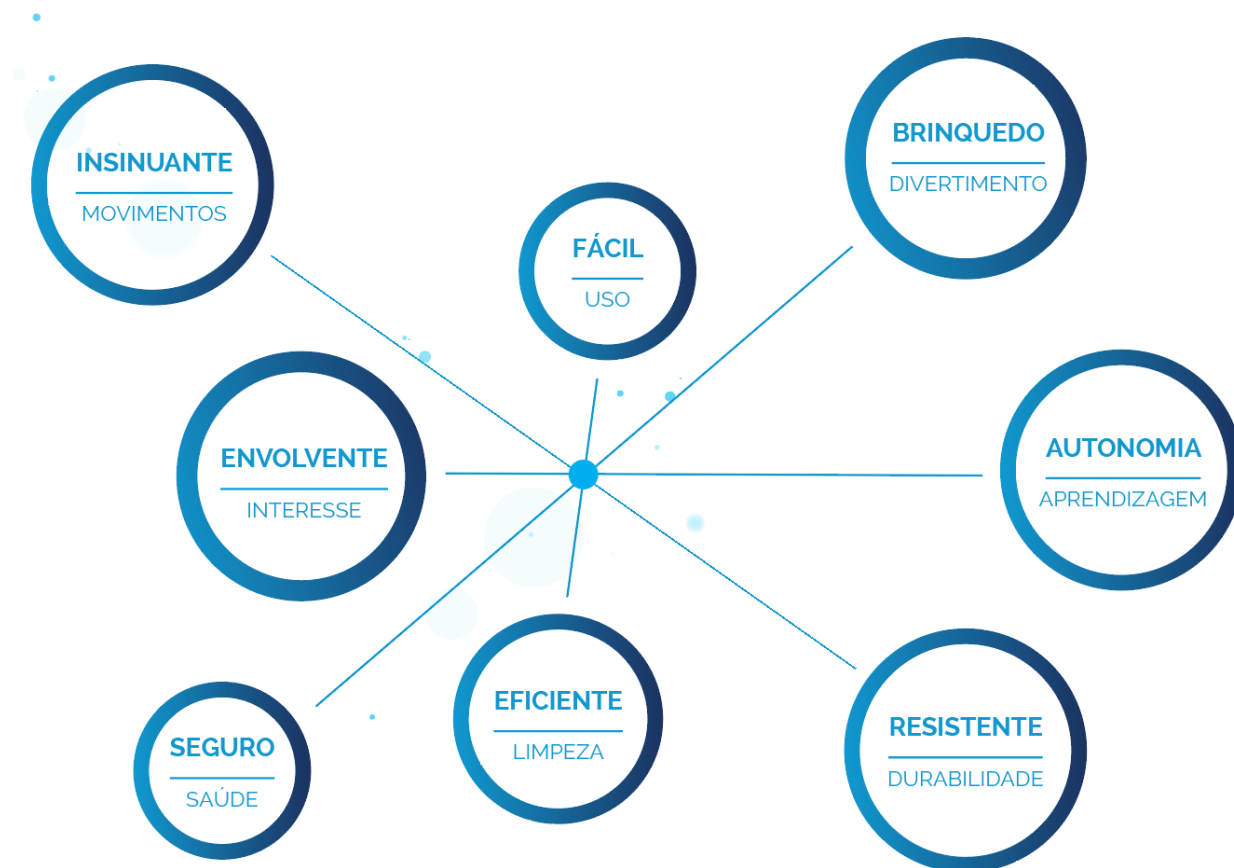 INSINUANTE
MOVIMENTOS
BRINQUEDO
DIVERTIMENTO
FÁCIL
USO
ENVOLVENTE
INTERESSE
AUTONOMIA
APRENDIZAGEM
SEGURO
SAÚDE
EFICIENTE
LIMPEZA
RESISTENTE
DURABILIDADE